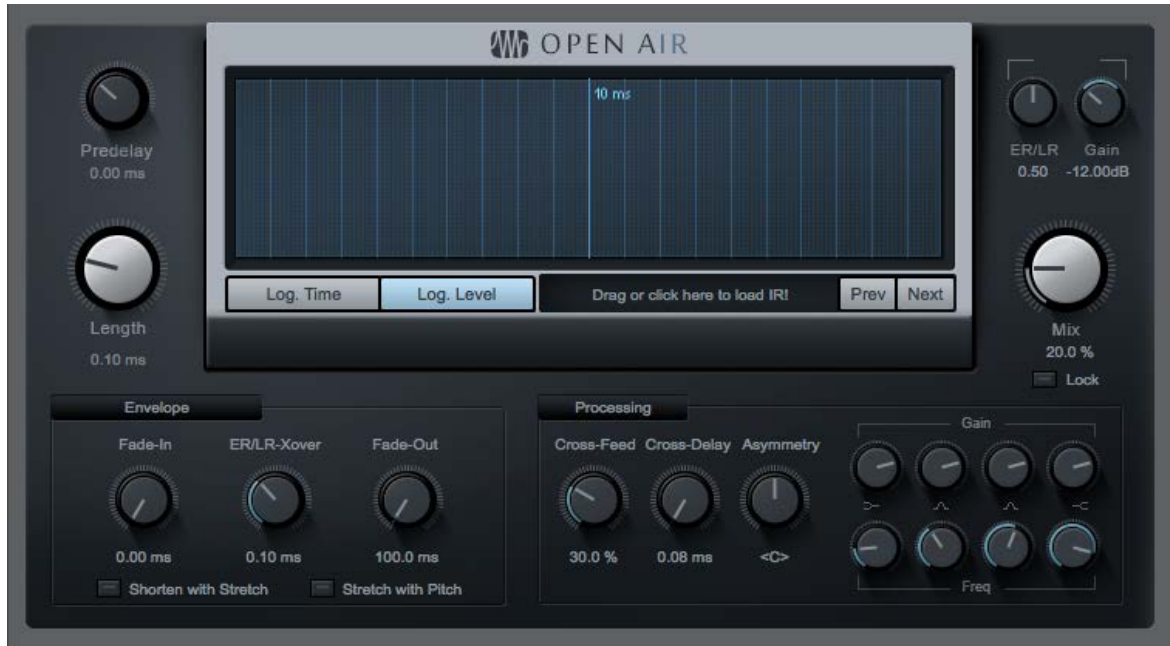 OPEN AIR
10 ms
Predelay
0.00 ms
ER/LR Gain
0.50 -12.00dB
Log. Time Log. Level Drag or click here to load IR! Prev Next
Length
0.10 ms
Mix
20.0 %
Lock
Envelope
Fade-In ER/LR-Xover Fade-Out
0.00 ms 0.10 ms 100.0 ms
Shorten with Stretch Stretch with Pitch
Processing
Cross-Feed Cross-Delay Asymmetry
30.0 % 0.08 ms <C>
Gain
Freq